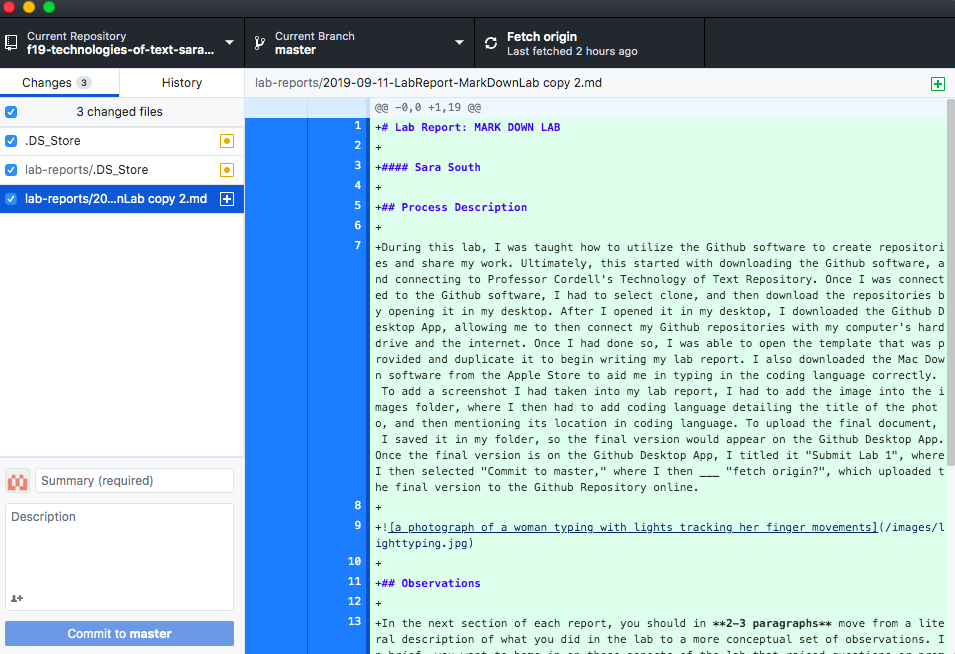 Current Repository
f19-technologies-of-text-sara...
Current Branch
master
Fetch origin
Last fetched 2 hours ago
Changes 3
History
lab-reports/2019-09-11-LabReport-MarkDownLab copy 2.md
3 changed files
.DS_Store
lab-reports/.DS_Store
lab-reports/20...nLab copy 2.md
@@ -0,0 +1,19 @@
1 +# Lab Report: MARK DOWN LAB
2 +
3 +#### Sara South
4 +
5 +## Process Description
6 +
7 +During this lab, I was taught how to utilize the Github software to create repositori
es and share my work. Ultimately, this started with downloading the Github software, a
nd connecting to Professor Cordell's Technology of Text Repository. Once I was connect
ed to the Github software, I had to select clone, and then download the repositories b
y opening it in my desktop. After I opened it in my desktop, I downloaded the Github D
esktop App, allowing me to then connect my Github repositories with my computer's hard
drive and the internet. Once I had done so, I was able to open the template that was p
rovided and duplicate it to begin writing my lab report. I also downloaded the Mac Dow
n software from the Apple Store to aid me in typing in the coding language correctly.
To add a screenshot I had taken into my lab report, I had to add the image into the i
mages folder, where I then had to add coding language detailing the title of the phot
o, and then mentioning its location in coding language. To upload the final document,
I saved it in my folder, so the final version would appear on the Github Desktop App.
Once the final version is on the Github Desktop App, I titled it "Submit Lab 1", where
I then selected "Commit to master," where I then ___ "fetch origin?", which uploaded t
he final version to the Github Repository online.
8 +
9 +![a photograph of a woman typing with lights tracking her finger movements](/images/l
ighttyping.jpg)
10 +
11 +## Observations
12 +
13 +In the next section of each report, you should in **2-3 paragraphs** move from a lite
ral description of what you did in the lab to a more conceptual set of observations. I
Summary (required)
Description
Commit to master